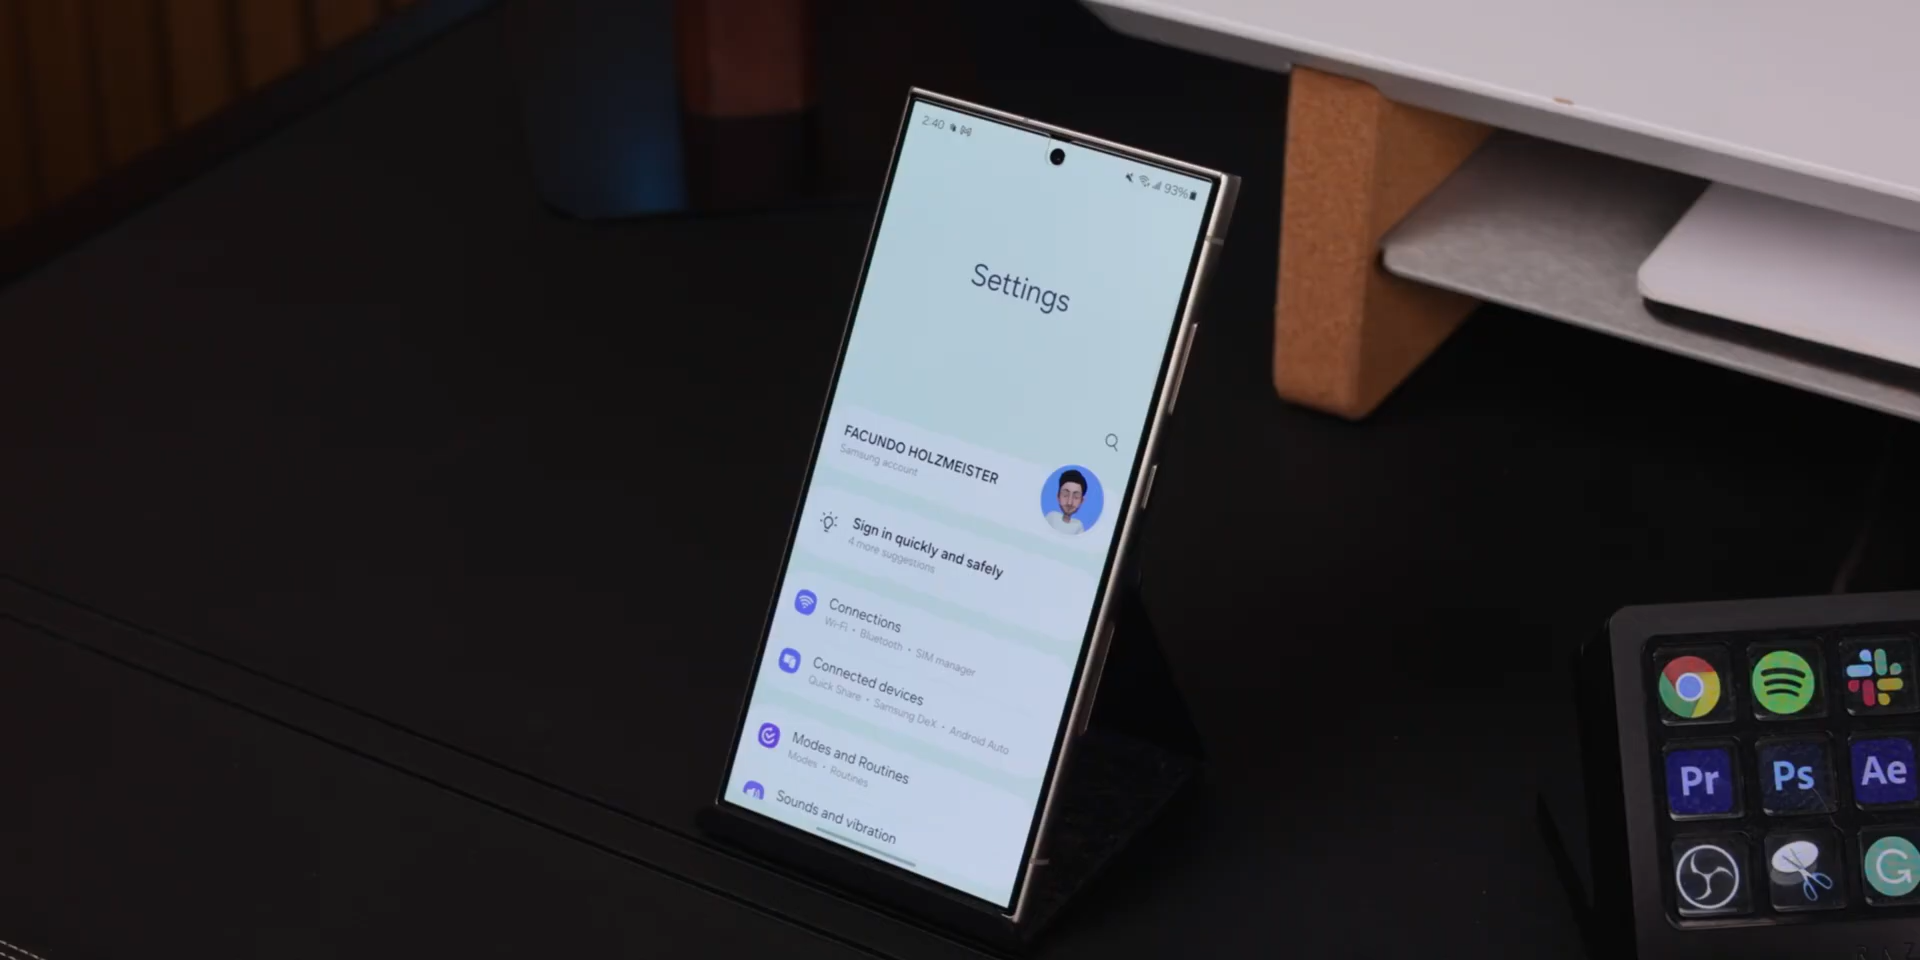 2:40
93%
Settings
FACUNDO HOLZMEISTER
Samsung account
Sign in quickly and safely
4 more suggestions
Connections
Wi-Fi • Bluetooth • SIM manager
Connected devices
Quick Share • Samsung DeX • Android Auto
Modes and Routines
Modes • Routines
Sounds and vibration
Pr
Ps
Ae